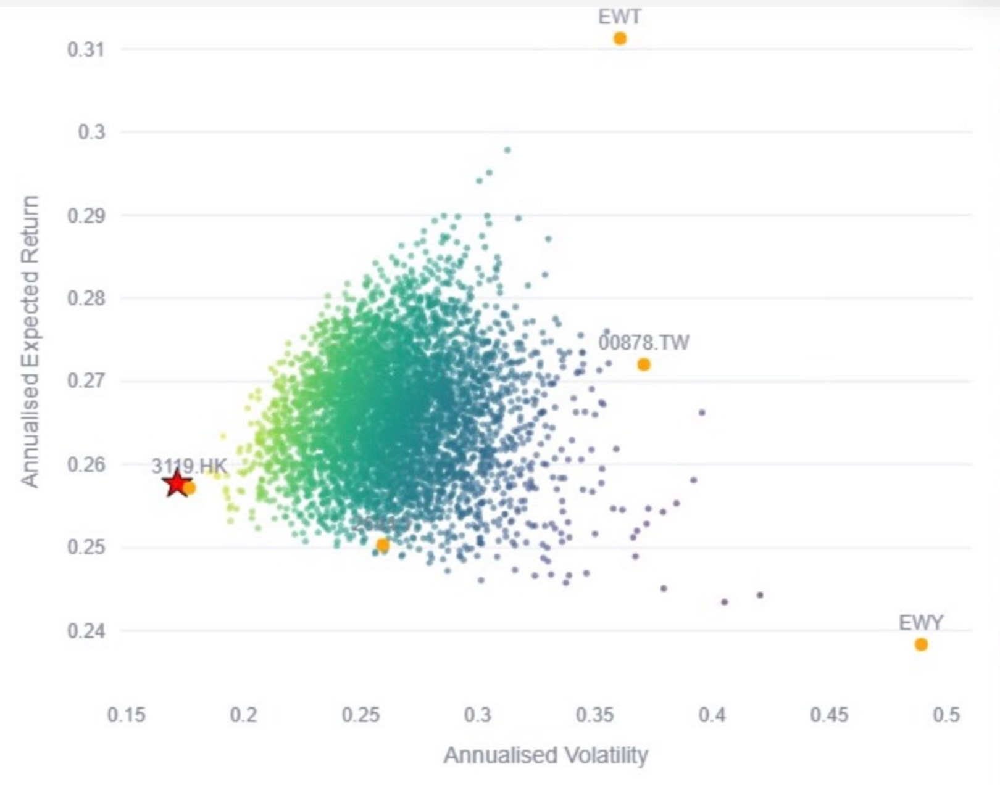 EWT
0.31
0.3
0.29
0.28
00878.TW
0.27
3119.HK
0.26
0.25
EWY
0.24
0.15 0.2 0.25 0.3 0.35 0.4 0.45 0.5
Annualised Volatility
Annualised Expected Return